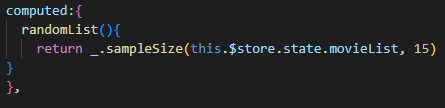 computed:{
  randomList(){
    return _.sampleSize(this.$store.state.movieList, 15)
}
},